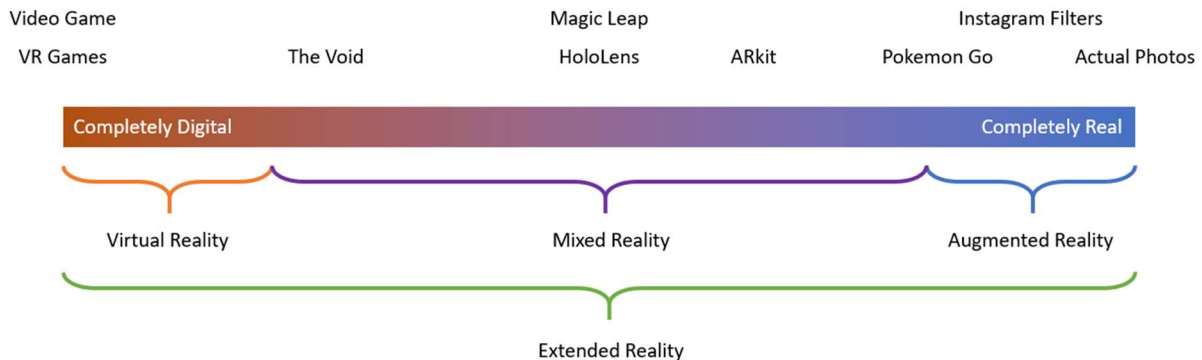 Video Game Magic Leap Instagram Filters
VR Games The Void HoloLens ARkit Pokemon Go Actual Photos
Completely Digital Completely Real
Virtual Reality Mixed Reality Augmented Reality
Extended Reality